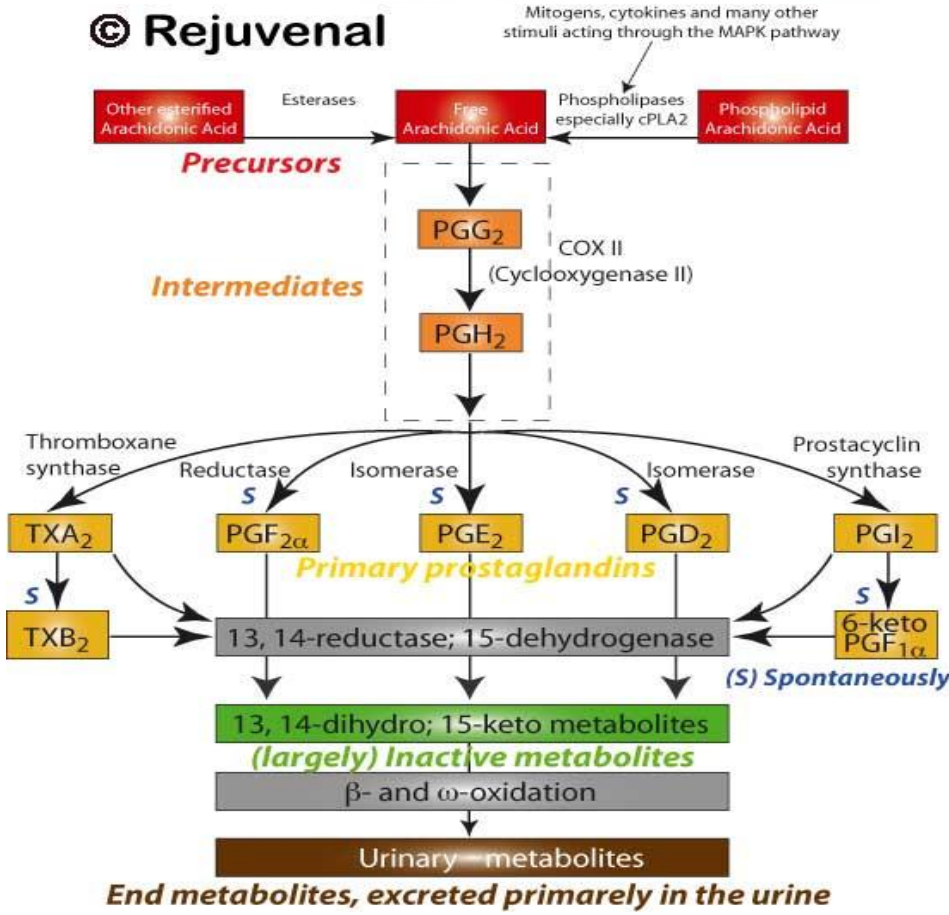 © Rejuvenal
Mitogens, cytokines and many other
stimuli acting through the MAPK pathway
Other esterified
Arachidonic Acid
Esterases
Free
Arachidonic Acid
Phospholipases
especially cPLA2
Phospholipid
Arachidonic Acid
Precursors
PGG₂
COX II
(Cyclooxygenase II)
Intermediates
PGH₂
Thromboxane
synthase
Reductase
Isomerase
Isomerase
Prostacyclin
synthase
S
S
S
TXA₂
PGF₂α
PGE₂
PGD₂
PGI₂
Primary prostaglandins
S
S
TXB₂
13, 14-reductase; 15-dehydrogenase
6-keto
PGF₁α
(S) Spontaneously
13, 14-dihydro; 15-keto metabolites
(largely) Inactive metabolites
β- and ω-oxidation
Urinary metabolites
End metabolites, excreted primarely in the urine